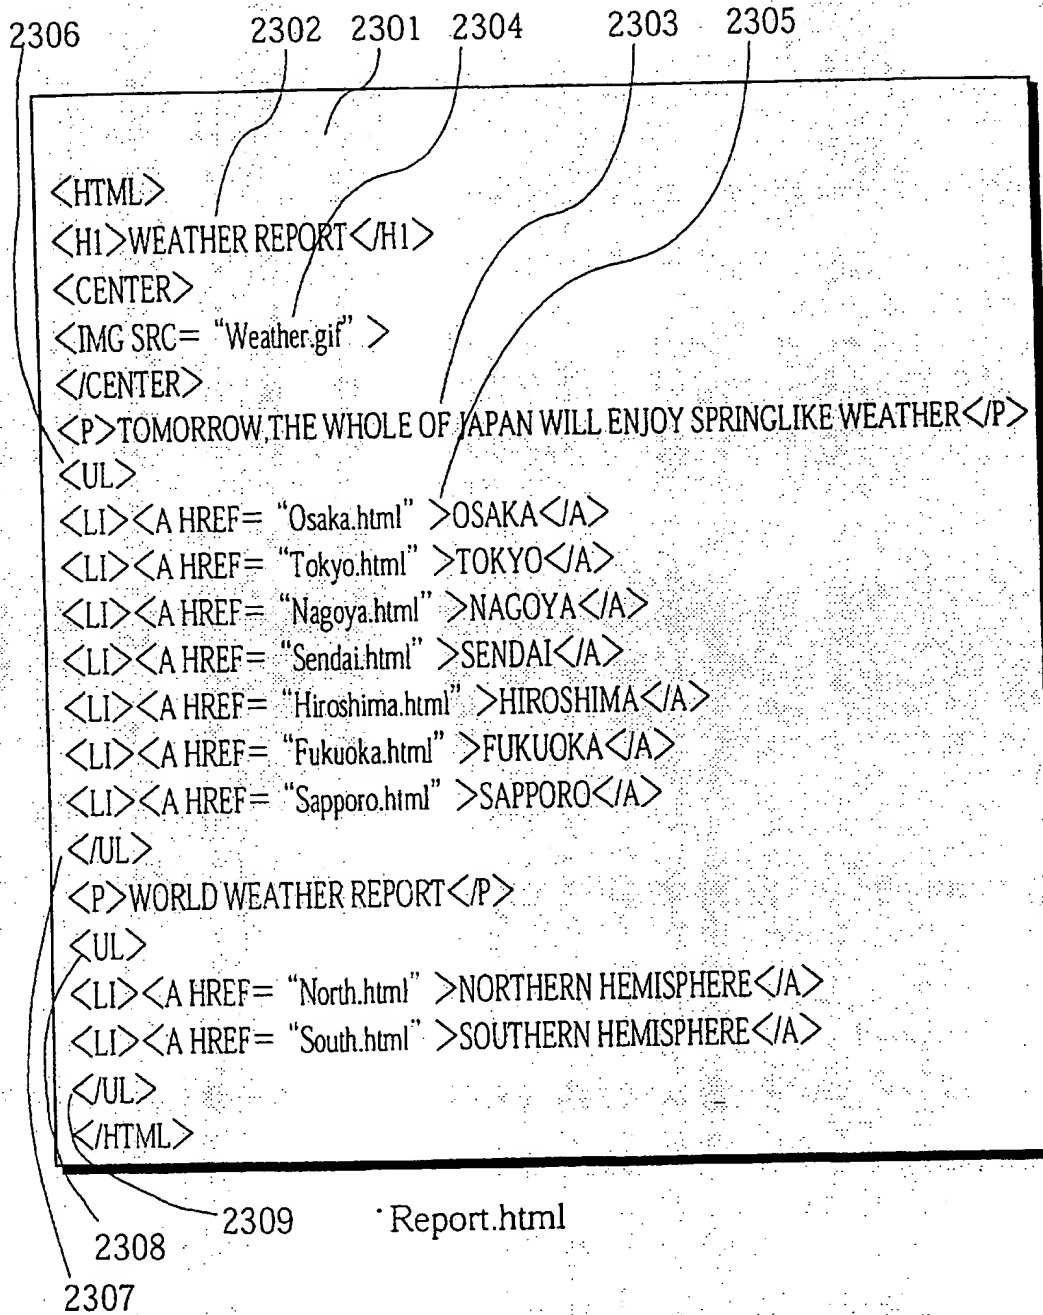 2306 2302 2301 2304 2303 2305
<HTML>
<H1>WEATHER REPORT</H1>
<CENTER>
<IMG SRC= “Weather.gif” >
</CENTER>
<P>TOMORROW,THE WHOLE OF JAPAN WILL ENJOY SPRINGLIKE WEATHER</P>
<UL>
<LI><A HREF= “Osaka.html” >OSAKA</A>
<LI><A HREF= “Tokyo.html” >TOKYO</A>
<LI><A HREF= “Nagoya.html” >NAGOYA</A>
<LI><A HREF= “Sendai.html” >SENDAI</A>
<LI><A HREF= “Hiroshima.html” >HIROSHIMA</A>
<LI><A HREF= “Fukuoka.html” >FUKUOKA</A>
<LI><A HREF= “Sapporo.html” >SAPPORO</A>
</UL>
<P>WORLD WEATHER REPORT</P>
<UL>
<LI><A HREF= “North.html” >NORTHERN HEMISPHERE</A>
<LI><A HREF= “South.html” >SOUTHERN HEMISPHERE</A>
</UL>
</HTML>
2309 Report.html
2308
2307